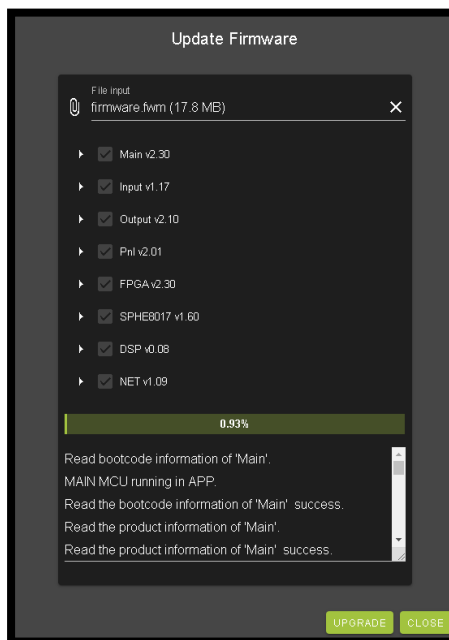 Update Firmware
File input
firmware.fwm (17.8 MB)
Main v2.30
Input v1.17
Output v2.10
Pnl v2.01
FPGA v2.30
SPHE8017 v1.60
DSP v0.08
NET v1.09
0.93%
Read bootcode information of 'Main'.
MAIN MCU running in APP.
Read the bootcode information of 'Main' success.
Read the product information of 'Main'.
Read the product information of 'Main' success.
UPGRADE CLOSE